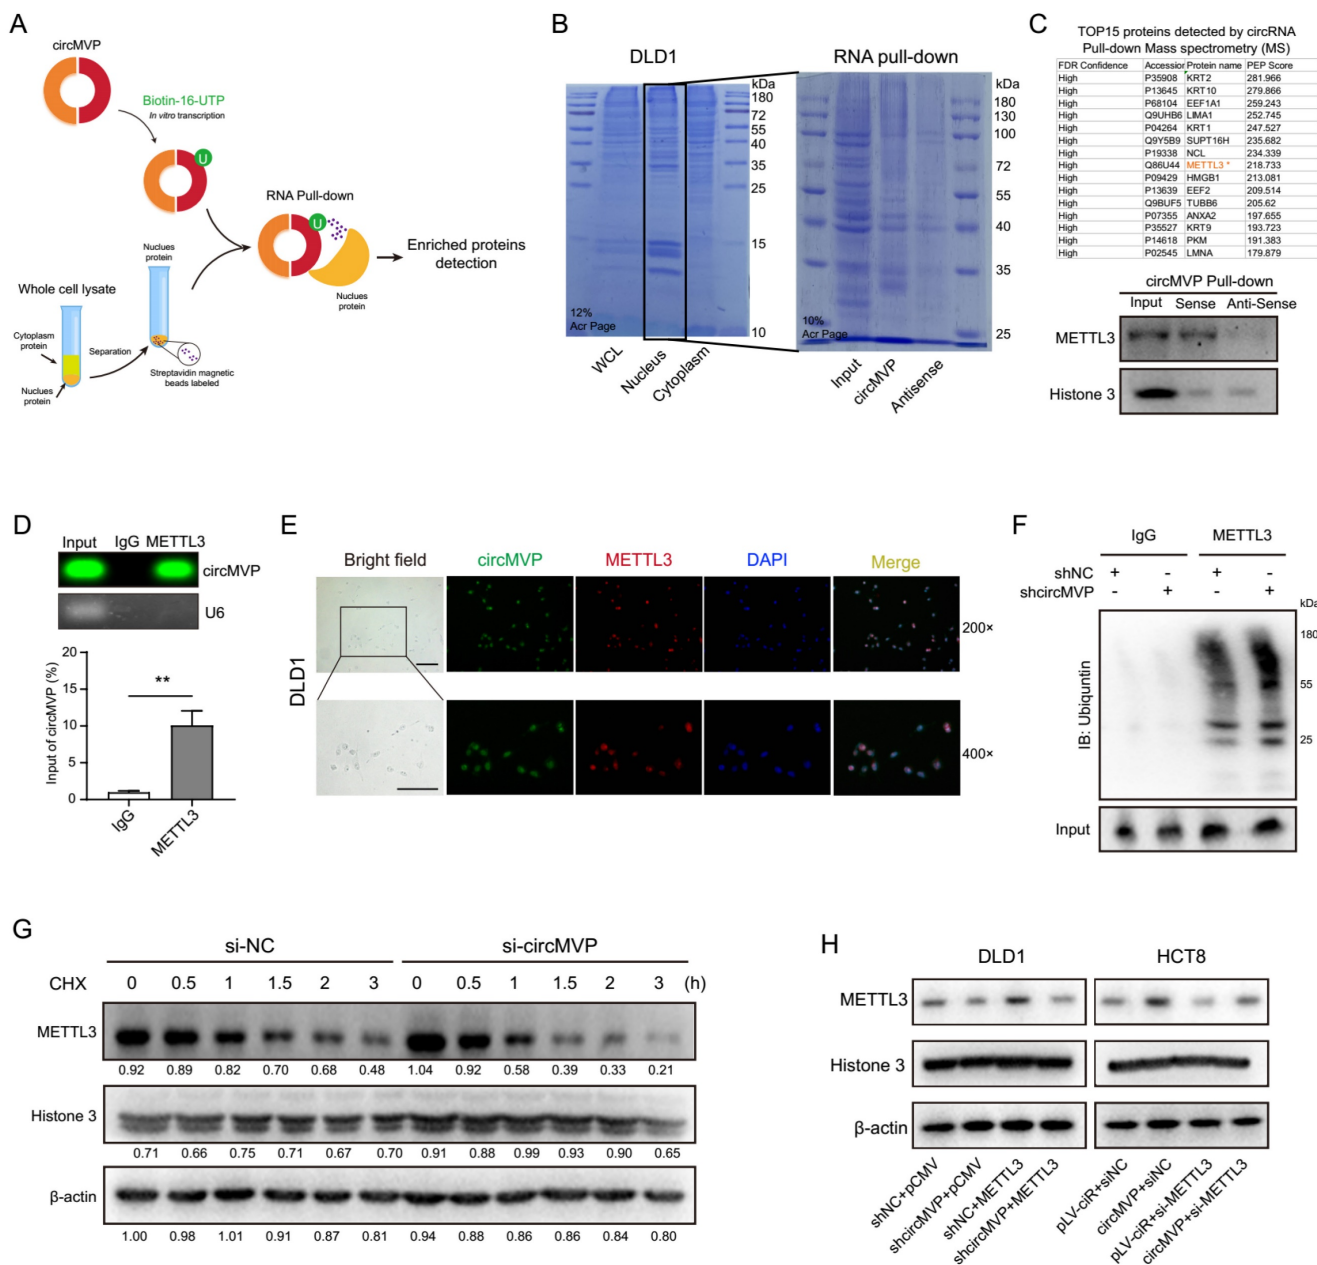 A
circMVP
Biotin-16-UTP
In vitro transcription
U
Nucules
protein
Whole cell lysate
Cytoplasm
protein
Separation
Nucules
protein
Streptavidin magnetic
beads labeled
RNA Pull-down
U
Nucules
protein
Enriched proteins
detection
B
DLD1
RNA pull-down
kDa
180
72
55
40
35
25
15
10
12%
Acr Page
WCL
Nucleus
Cytoplasm
kDa
180
130
100
72
55
40
35
25
10%
Acr Page
Input
circMVP
Antisense
C
TOP15 proteins detected by circRNA
Pull-down Mass spectrometry (MS)
FDR Confidence Accession Protein name PEP Score
High P35908 KRT2 281.966
High P13645 KRT10 279.866
High P68104 EEF1A1 259.243
High Q9UHB6 LIMA1 252.745
High P04264 KRT1 247.527
High Q9Y5B9 SUPT16H 235.682
High P19338 NCL 234.339
High Q86U44 METTL3 * 218.733
High P09429 HMGB1 213.081
High P13639 EEF2 209.514
High Q9BUF5 TUBB6 205.62
High P07355 ANXA2 197.655
High P35527 KRT9 193.723
High P14618 PKM 191.383
High P02545 LMNA 179.879
circMVP Pull-down
Input Sense Anti-Sense
METTL3
Histone 3
D
Input IgG METTL3
circMVP
U6
Input of circMVP (%)
20
15
10
5
0
**
IgG
METTL3
E
Bright field circMVP METTL3 DAPI Merge
DLD1
200×
400×
F
IgG METTL3
shNC + - + -
shcircMVP - + - +
kDa
180
55
25
IB: Ubiquntin
Input
G
si-NC si-circMVP
CHX 0 0.5 1 1.5 2 3 0 0.5 1 1.5 2 3 (h)
METTL3
0.92 0.89 0.82 0.70 0.68 0.48 1.04 0.92 0.58 0.39 0.33 0.21
Histone 3
0.71 0.66 0.75 0.71 0.67 0.70 0.91 0.88 0.99 0.93 0.90 0.65
β-actin
1.00 0.98 1.01 0.91 0.87 0.81 0.94 0.88 0.86 0.86 0.84 0.80
H
DLD1 HCT8
METTL3
Histone 3
β-actin
shNC+pCMV
shcircMVP+pCMV
shNC+METTL3
shcircMVP+METTL3
pLV-ciR+siNC
circMVP+siNC
pLV-ciR+si-METTL3
circMVP+si-METTL3